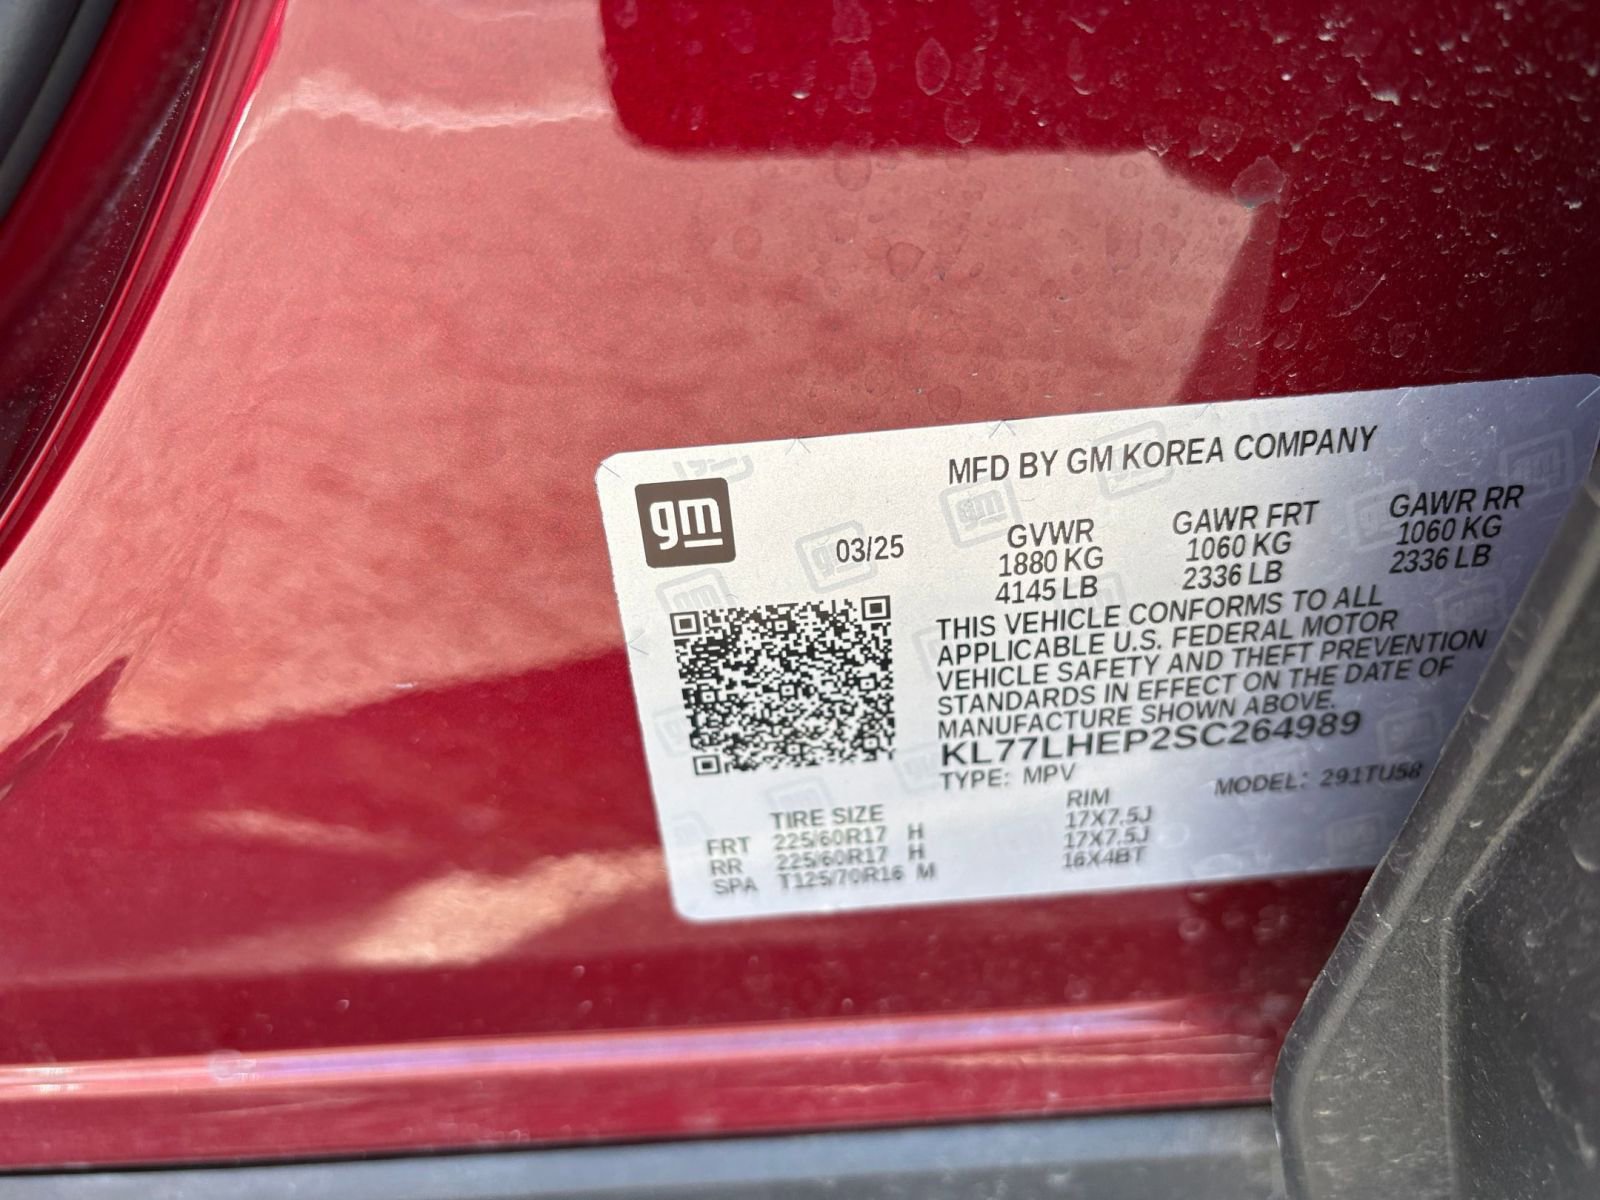 gm
MFD BY GM KOREA COMPANY
03/25
GVWR GAWR FRT GAWR RR
1880 KG 1060 KG 1060 KG
4145 LB 2336 LB 2336 LB
THIS VEHICLE CONFORMS TO ALL
APPLICABLE U.S. FEDERAL MOTOR
VEHICLE SAFETY AND THEFT PREVENTION
STANDARDS IN EFFECT ON THE DATE OF
MANUFACTURE SHOWN ABOVE.
KL77LHEP2SC264989
TYPE: MPV MODEL: 291TU58
TIRE SIZE RIM
FRT 225/60R17 H 17X7.5J
RR 225/60R17 H 17X7.5J
SPA T125/70R16 M 16X4BT